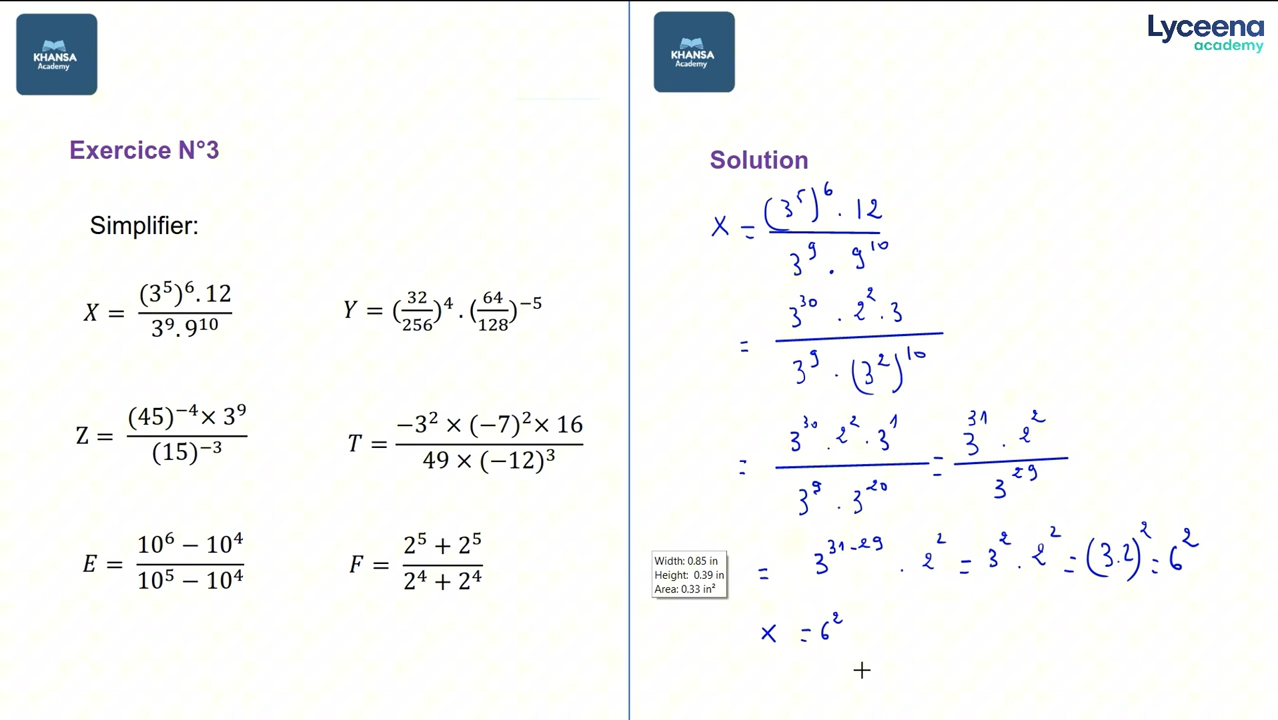 KHANSA
Academy
Exercice N°3
Simplifier:
X = (3⁵)⁶.12 / 3⁹.9¹⁰
Y = (32/256)⁴ . (64/128)⁻⁵
Z = (45)⁻⁴ × 3⁹ / (15)⁻³
T = −3² × (−7)² × 16 / 49 × (−12)³
E = 10⁶ − 10⁴ / 10⁵ − 10⁴
F = 2⁵ + 2⁵ / 2⁴ + 2⁴
KHANSA
Academy
Lyceena
academy
Solution
X = (3⁵)⁶ . 12 / 3⁹ . 9¹⁰
= 3³⁰ . 2² . 3 / 3⁹ . (3²)¹⁰
= 3³⁰ . 2² . 3¹ / 3⁹ . 3²⁰ = 3³¹ . 2² / 3²⁹
= 3³¹⁻²⁹ . 2² = 3² . 2² = (3.2)² = 6²
Width: 0.85 in
Height: 0.39 in
Area: 0.33 in²
x = 6²